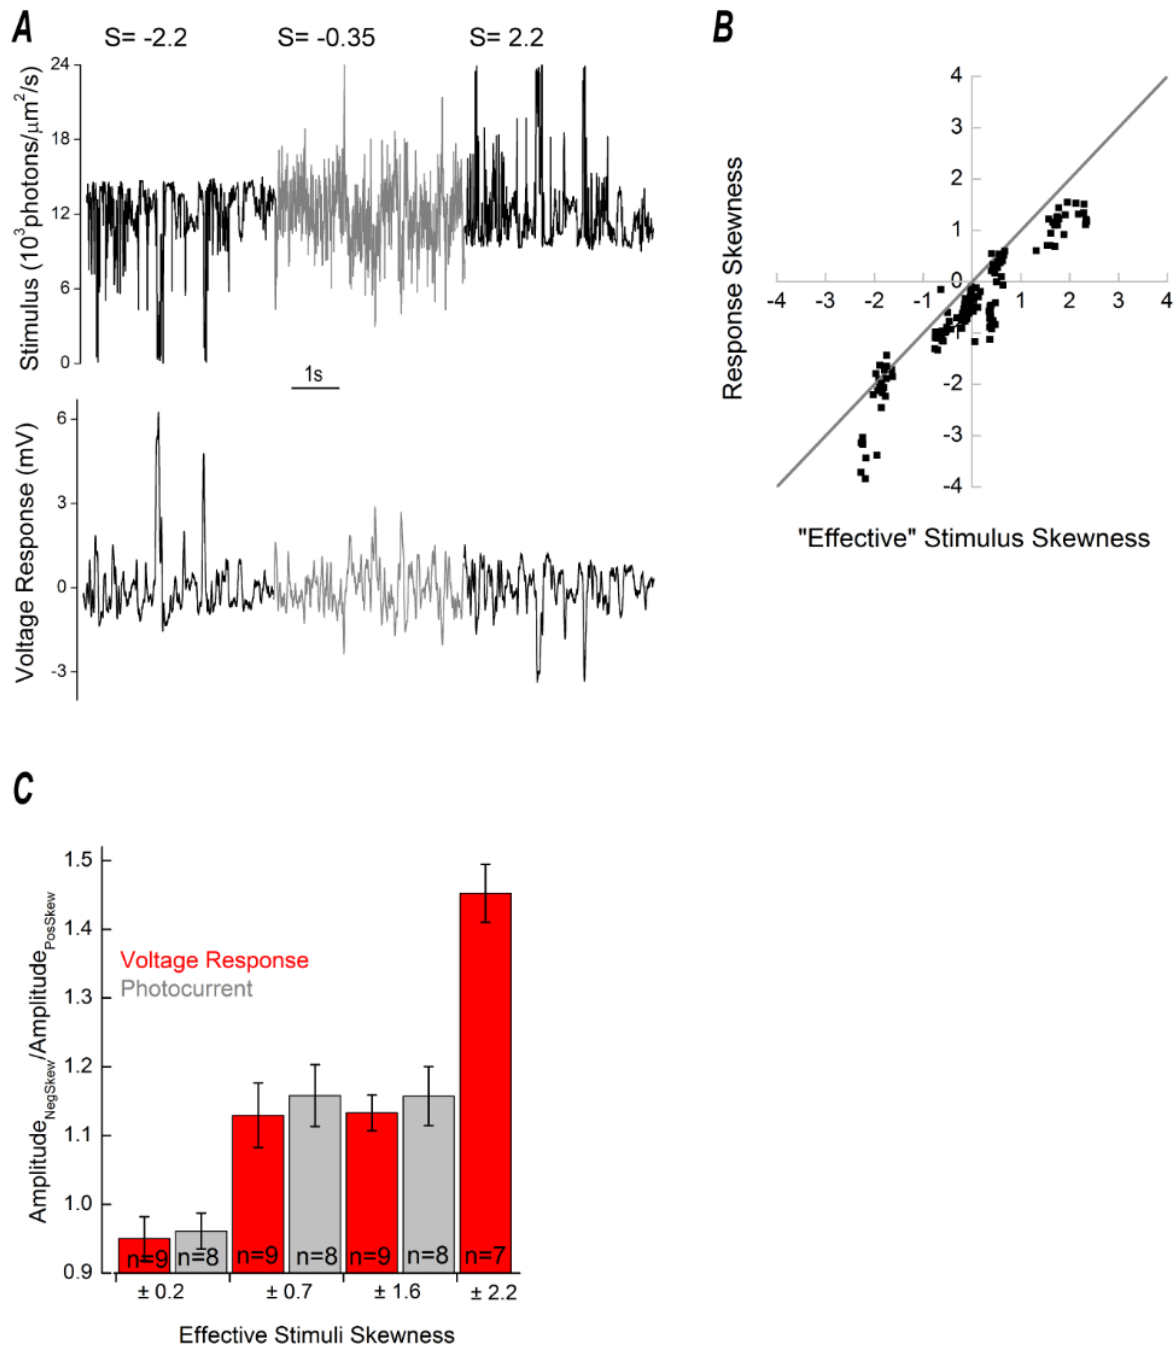 A
S= -2.2 S= -0.35 S= 2.2
Stimulus (10³photons/µm²/s)
24
18
12
6
0
1s
Voltage Response (mV)
6
3
0
-3
B
Response Skewness
4
3
2
1
0
-4 -3 -2 -1 1 2 3 4
-1
-2
-3
-4
"Effective" Stimulus Skewness
C
Amplitude_NegSkew/Amplitude_PosSkew
1.5
1.4
1.3
1.2
1.1
1.0
0.9
Voltage Response
Photocurrent
n=9 n=8 n=9 n=8 n=9 n=8 n=7
± 0.2 ± 0.7 ± 1.6 ± 2.2
Effective Stimuli Skewness